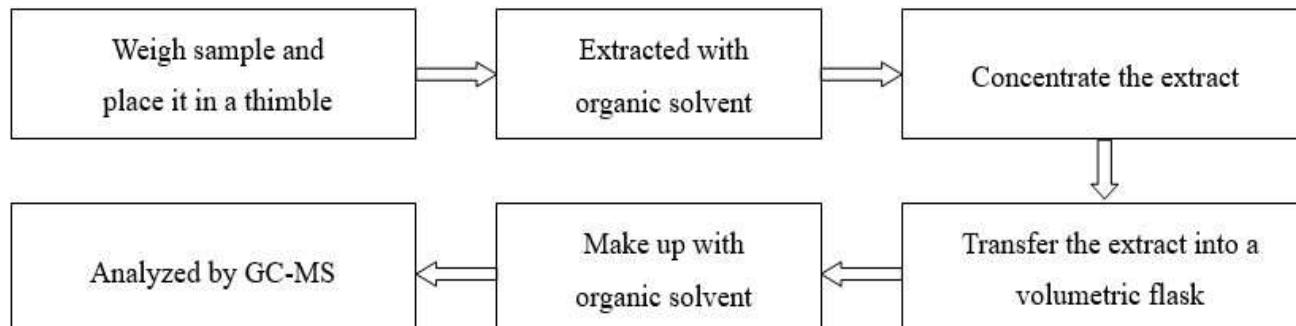 Weigh sample and
place it in a thimble
Extracted with
organic solvent
Concentrate the extract
Transfer the extract into a
volumetric flask
Make up with
organic solvent
Analyzed by GC-MS